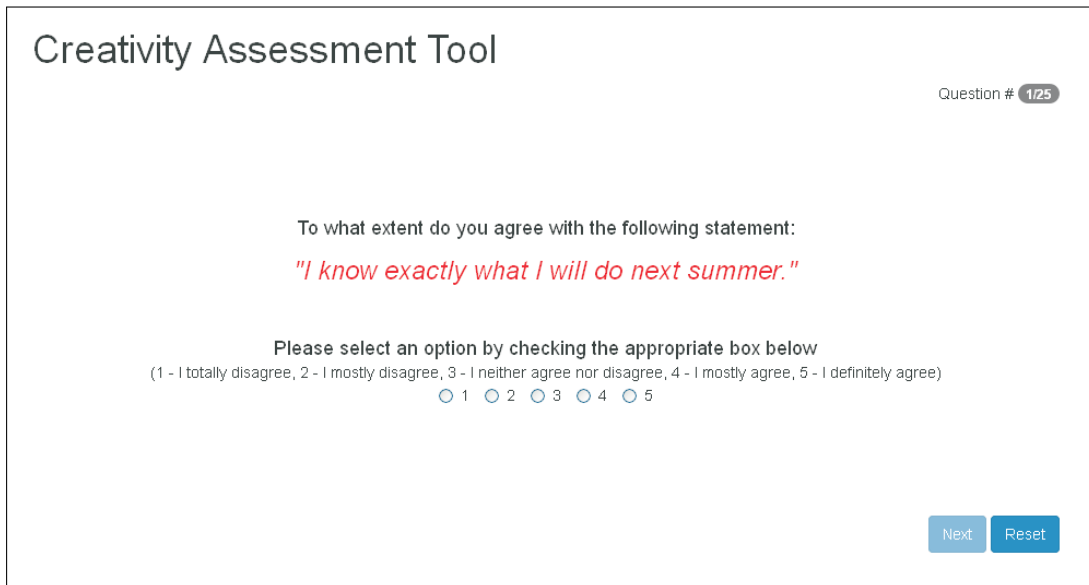 Creativity Assessment Tool
Question # 1/25
To what extent do you agree with the following statement:
"I know exactly what I will do next summer."
Please select an option by checking the appropriate box below
(1 - I totally disagree, 2 - I mostly disagree, 3 - I neither agree nor disagree, 4 - I mostly agree, 5 - I definitely agree)
1 2 3 4 5
Next Reset